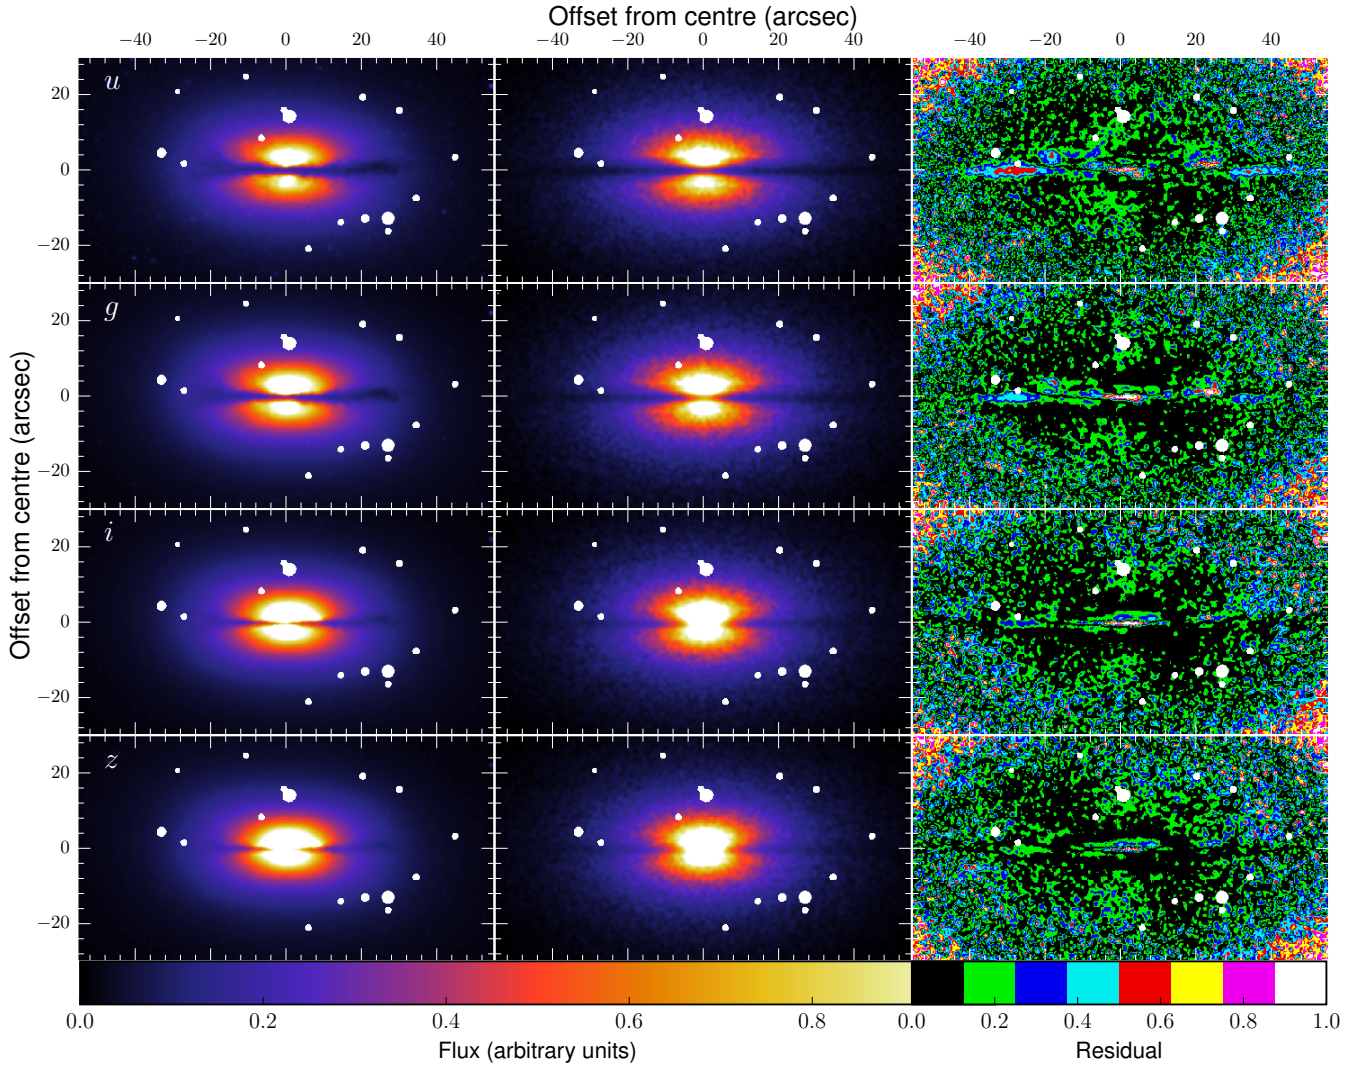 Offset from centre (arcsec)
−40 −20 0 20 40 −40 −20 0 20 40 −40 −20 0 20 40
u
20
0
−20
g
20
0
−20
i
20
0
−20
z
20
0
−20
Offset from centre (arcsec)
0.0 0.2 0.4 0.6 0.8 0.0 0.2 0.4 0.6 0.8 1.0
Flux (arbitrary units) Residual